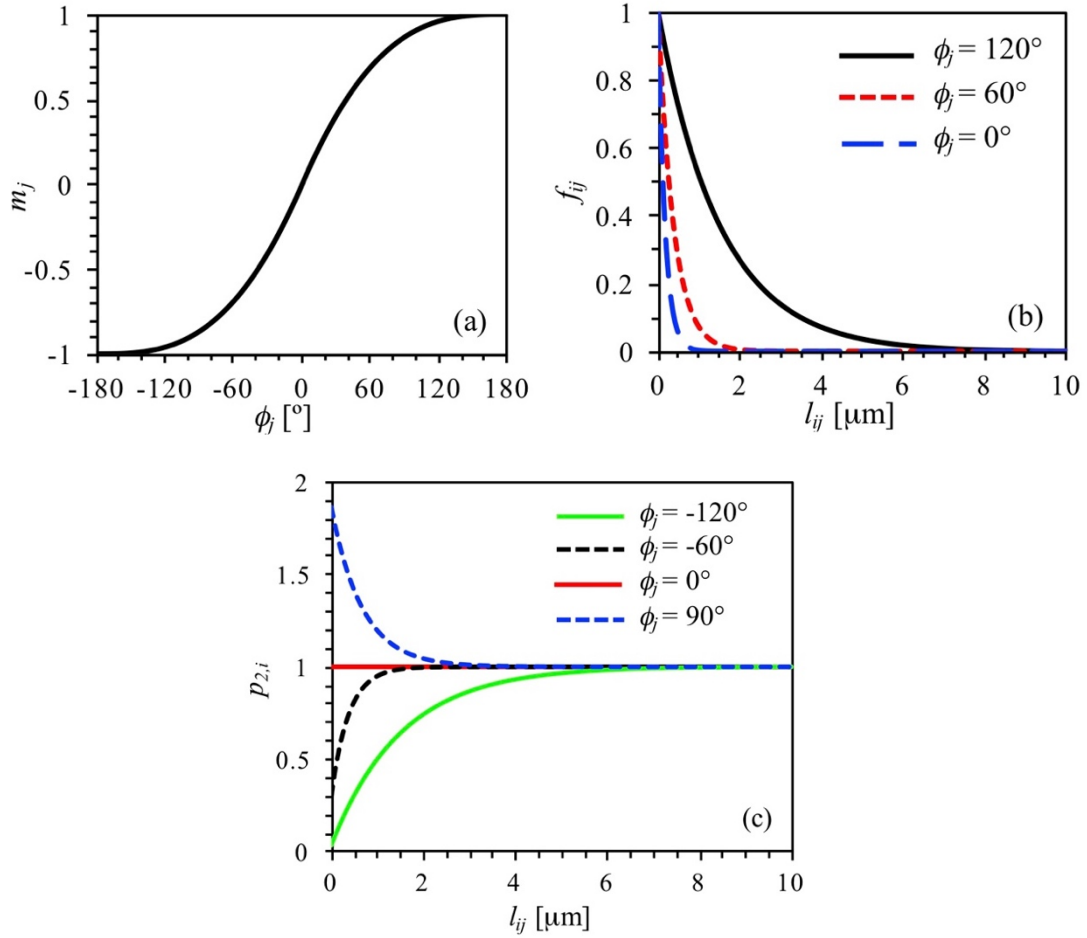 1
0.5
0
-0.5
-1
m_j
(a)
-180 -120 -60 0 60 120 180
ϕ_j [º]
1
0.8
0.6
0.4
0.2
0
f_ij
ϕ_j = 120°
ϕ_j = 60°
ϕ_j = 0°
(b)
0 2 4 6 8 10
l_ij [µm]
2
1.5
1
0.5
0
p_2,i
ϕ_j = -120°
ϕ_j = -60°
ϕ_j = 0°
ϕ_j = 90°
(c)
0 2 4 6 8 10
l_ij [µm]